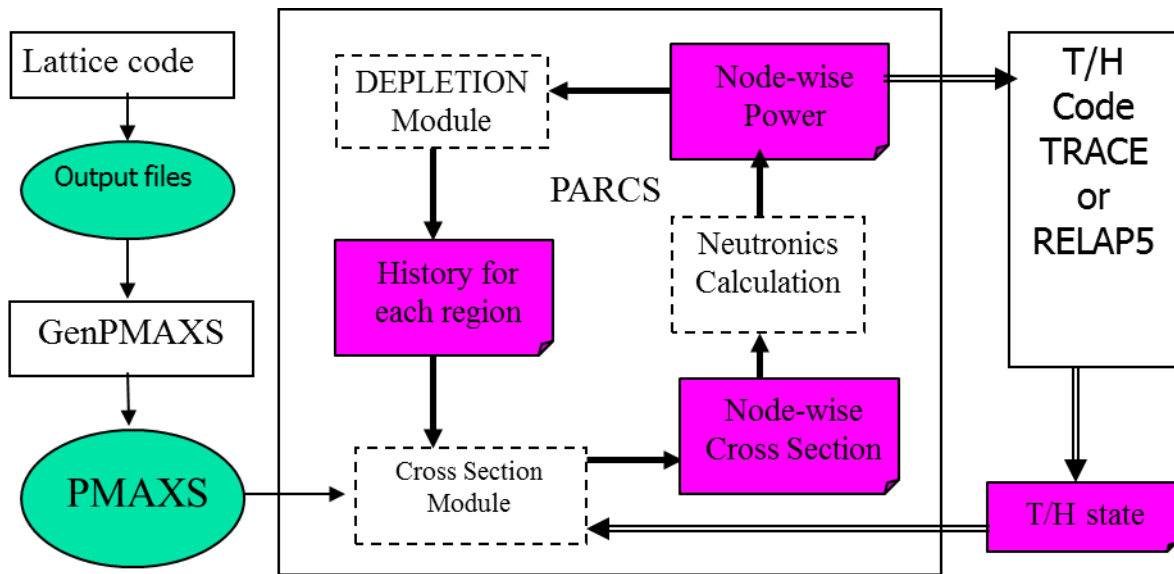 Lattice code
Output files
GenPMAXS
PMAXS
DEPLETION
Module
Node-wise
Power
PARCS
History for
each region
Neutronics
Calculation
Cross Section
Module
Node-wise
Cross Section
T/H
Code
TRACE
or
RELAP5
T/H state